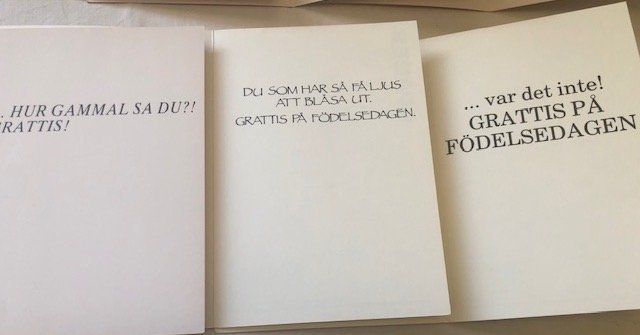 ... HUR GAMMAL SA DU?!
GRATTIS!
DU SOM HAR SÅ FÅ LJUS
ATT BLÅSA UT.
GRATTIS PÅ FÖDELSEDAGEN.
... var det inte!
GRATTIS PÅ
FÖDELSEDAGEN